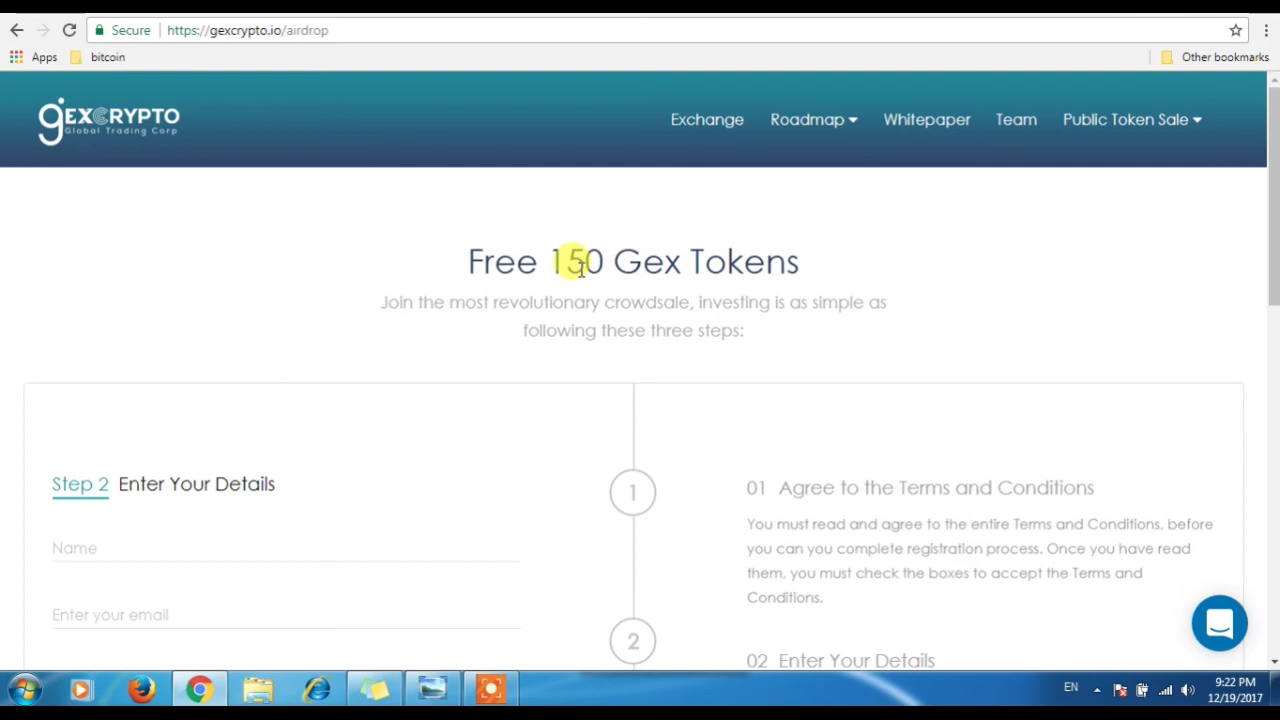 Secure https://gexcrypto.io/airdrop
Apps bitcoin Other bookmarks
gEXCRYPTO
Global Trading Corp
Exchange Roadmap Whitepaper Team Public Token Sale
Free 150 Gex Tokens
Join the most revolutionary crowdsale, investing is as simple as
following these three steps:
Step 2 Enter Your Details
Name
Enter your email
1
01 Agree to the Terms and Conditions
You must read and agree to the entire Terms and Conditions, before
you can you complete registration process. Once you have read
them, you must check the boxes to accept the Terms and
Conditions.
2
02 Enter Your Details
EN
9:22 PM
12/19/2017